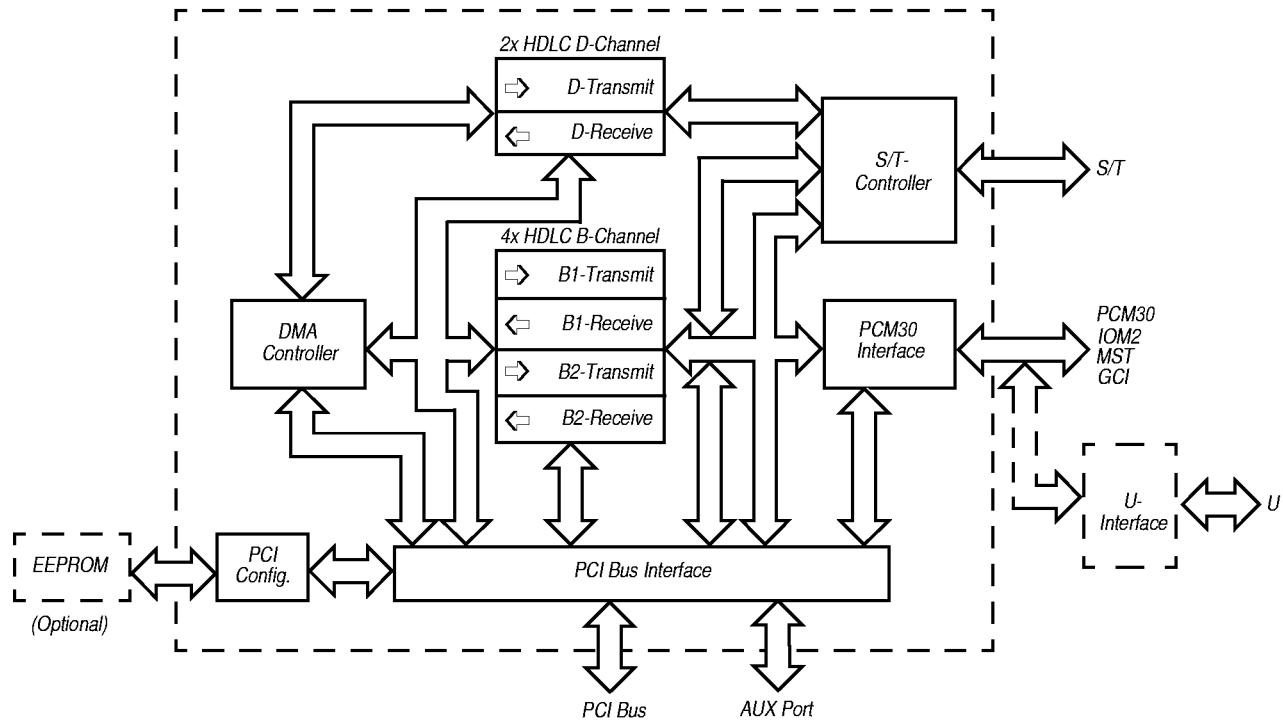 2x HDLC D-Channel
D-Transmit
D-Receive
S/T-
Controller
S/T
4x HDLC B-Channel
B1-Transmit
B1-Receive
B2-Transmit
B2-Receive
DMA
Controller
PCM30
Interface
PCM30
IOM2
MST
GCI
U-
Interface
U
EEPROM
(Optional)
PCI
Config.
PCI Bus Interface
PCI Bus
AUX Port